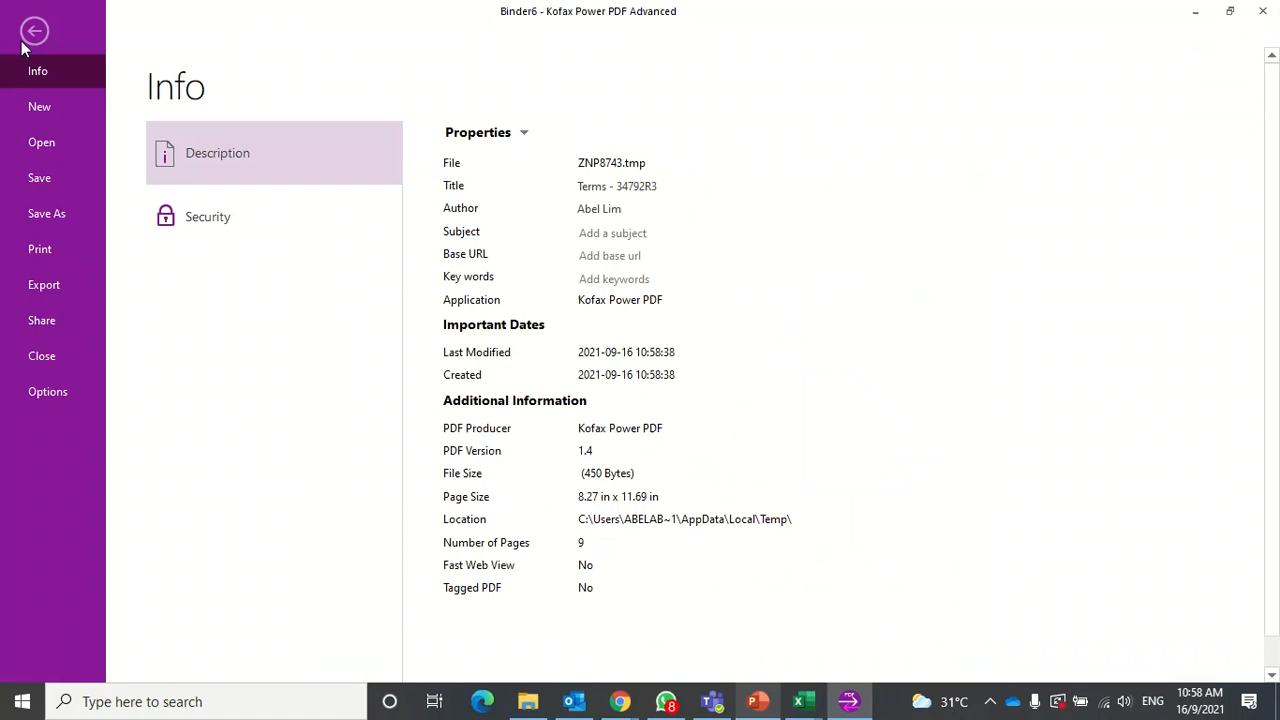 Binder6 - Kofax Power PDF Advanced
Info
New
Open
Save
Save As
Print
Export
Share
Close
Options
Info
Description
Security
Properties
File ZNP8743.tmp
Title Terms - 34792R3
Author Abel Lim
Subject Add a subject
Base URL Add base url
Key words Add keywords
Application Kofax Power PDF
Important Dates
Last Modified 2021-09-16 10:58:38
Created 2021-09-16 10:58:38
Additional Information
PDF Producer Kofax Power PDF
PDF Version 1.4
File Size (450 Bytes)
Page Size 8.27 in x 11.69 in
Location C:\Users\ABELAB~1\AppData\Local\Temp\
Number of Pages 9
Fast Web View No
Tagged PDF No
Type here to search
8
31°C
ENG
10:58 AM
16/9/2021